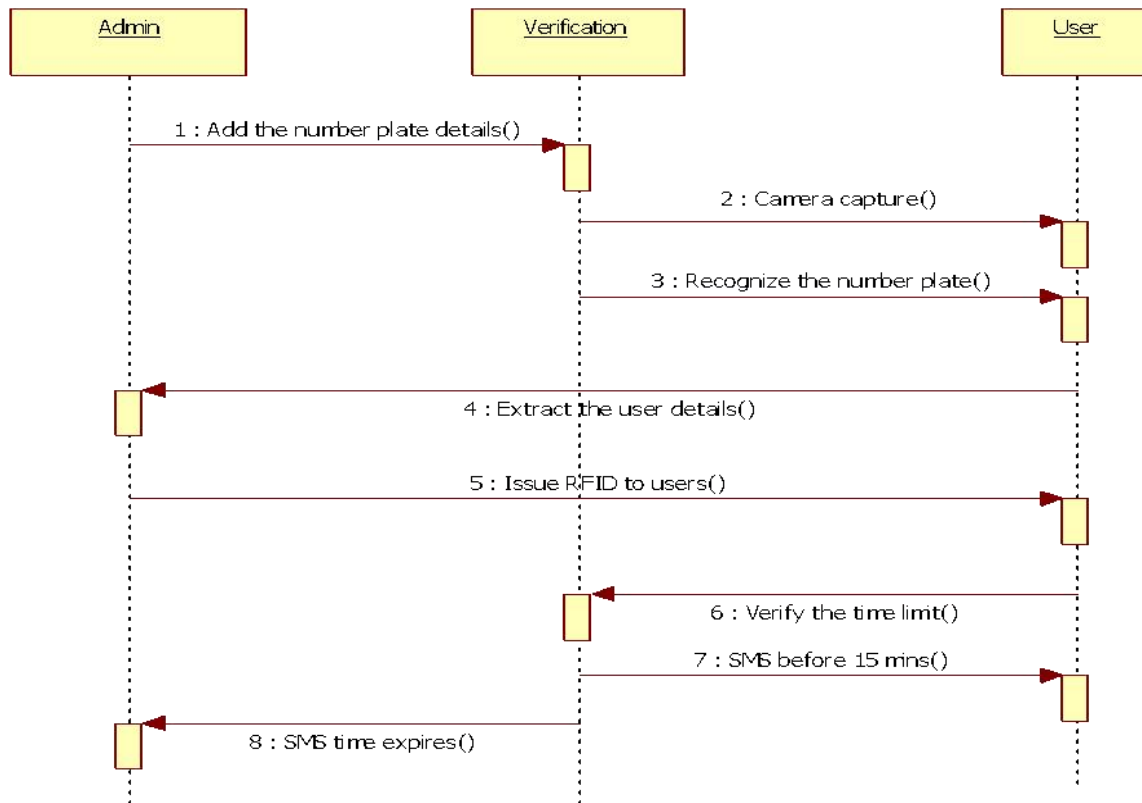 Admin
Verification
User
1 : Add the number plate details()
2 : Camera capture()
3 : Recognize the number plate()
4 : Extract the user details()
5 : Issue RFID to users()
6 : Verify the time limit()
7 : SMS before 15 mins()
8 : SMS time expires()